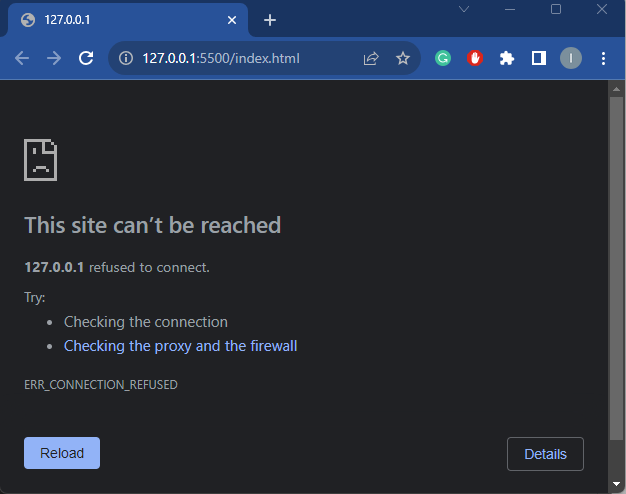 127.0.0.1
127.0.0.1:5500/index.html
G
I
This site can’t be reached
127.0.0.1 refused to connect.
Try:
• Checking the connection
• Checking the proxy and the firewall
ERR_CONNECTION_REFUSED
Reload
Details